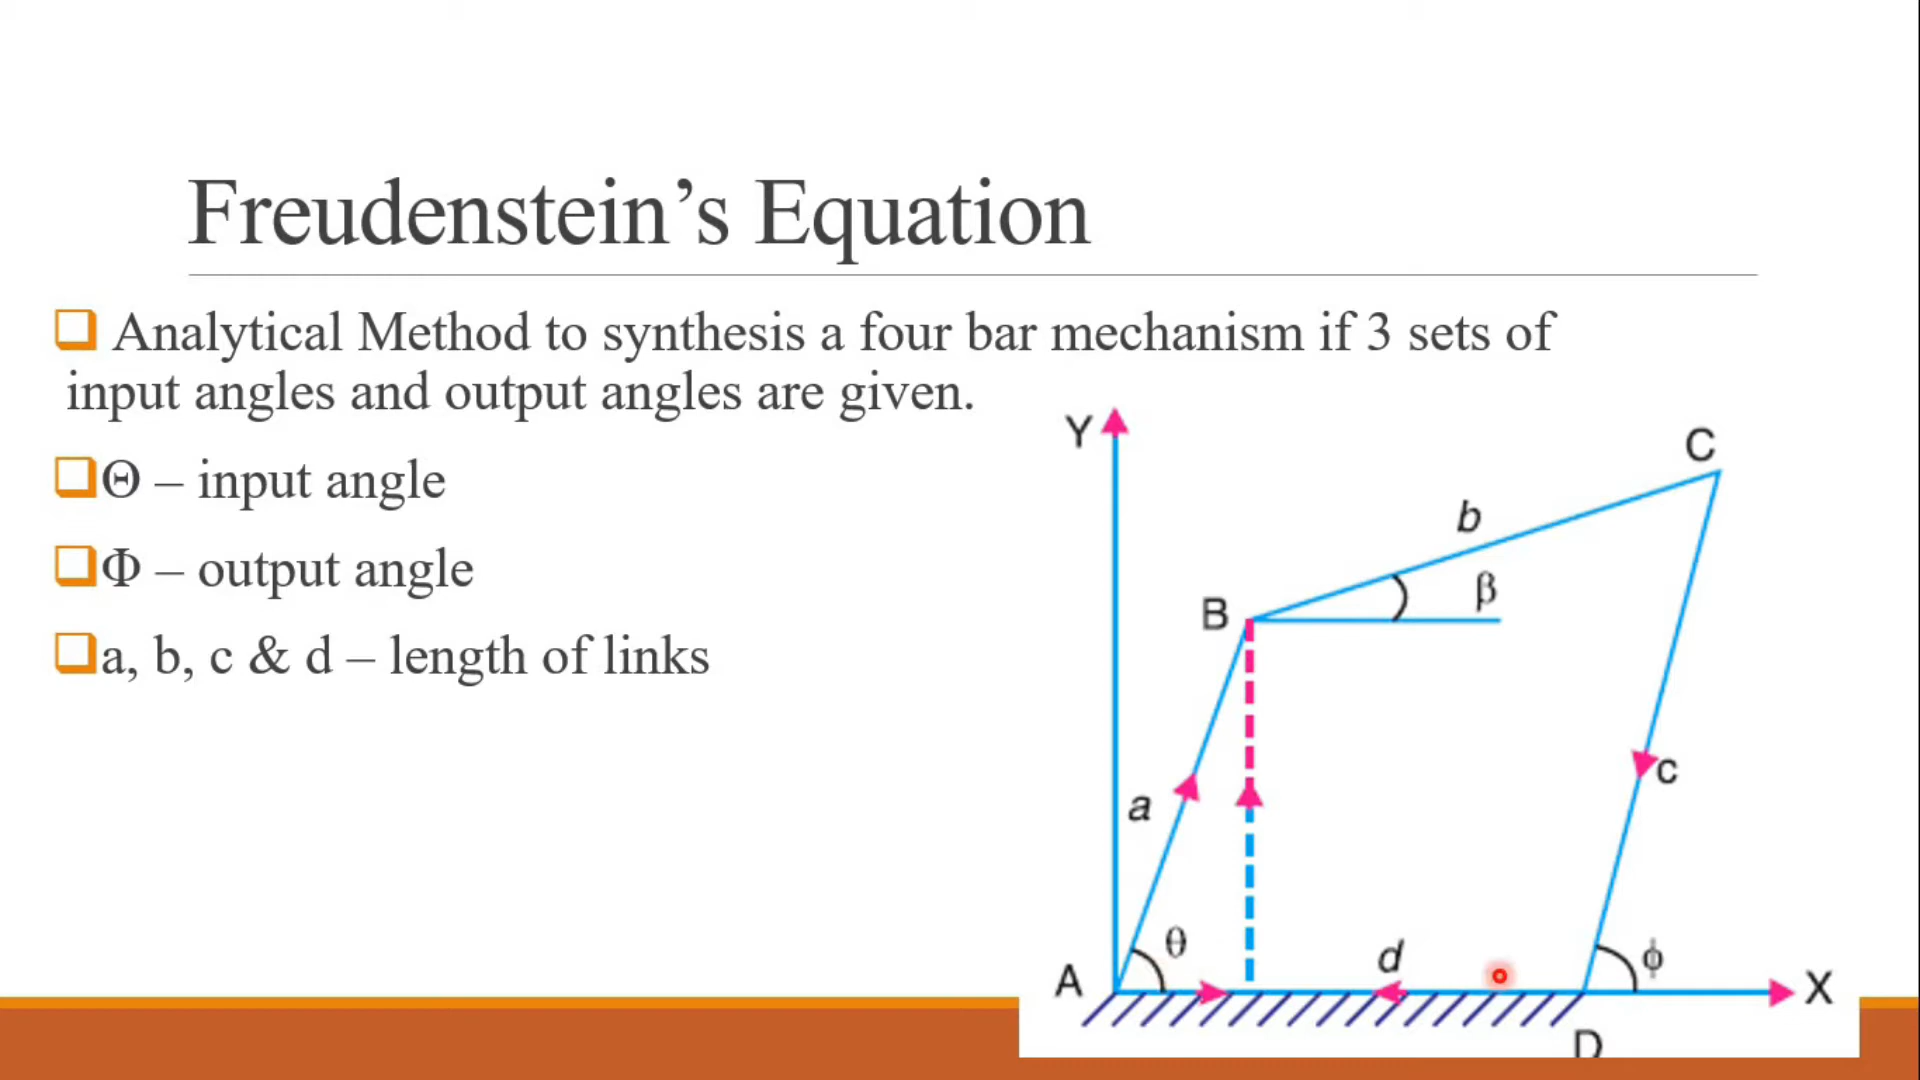 Freudenstein’s Equation
Analytical Method to synthesis a four bar mechanism if 3 sets of
input angles and output angles are given.
Θ – input angle
Φ – output angle
a, b, c & d – length of links
Y
C
b
B
β
c
a
θ
d
ϕ
A
X
D